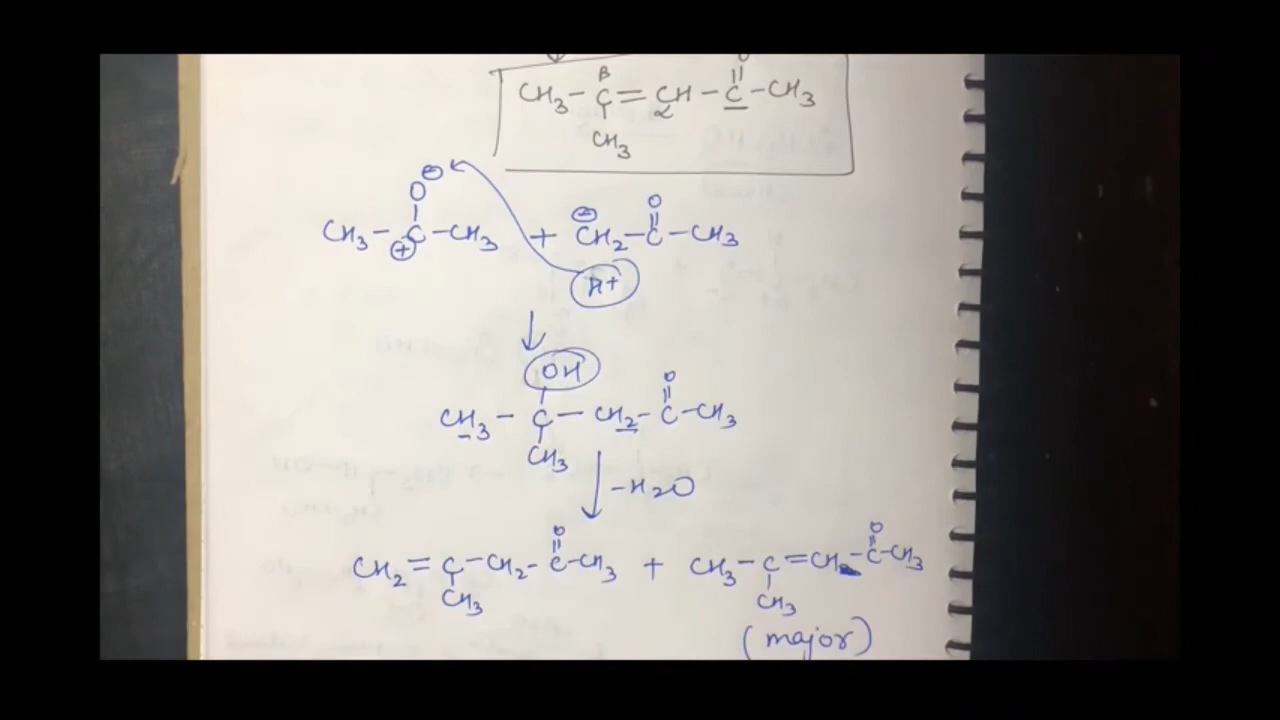 β O
CH3-C=CH-C-CH3
α
CH3
O⊖
O
CH3-C-CH3 + CH2-C-CH3
⊕ ⊖
H+
OH
O
CH3-C-CH2-C-CH3
CH3
-H2O
O O
CH2=C-CH2-C-CH3 + CH3-C=CH-C-CH3
CH3 CH3
(major)